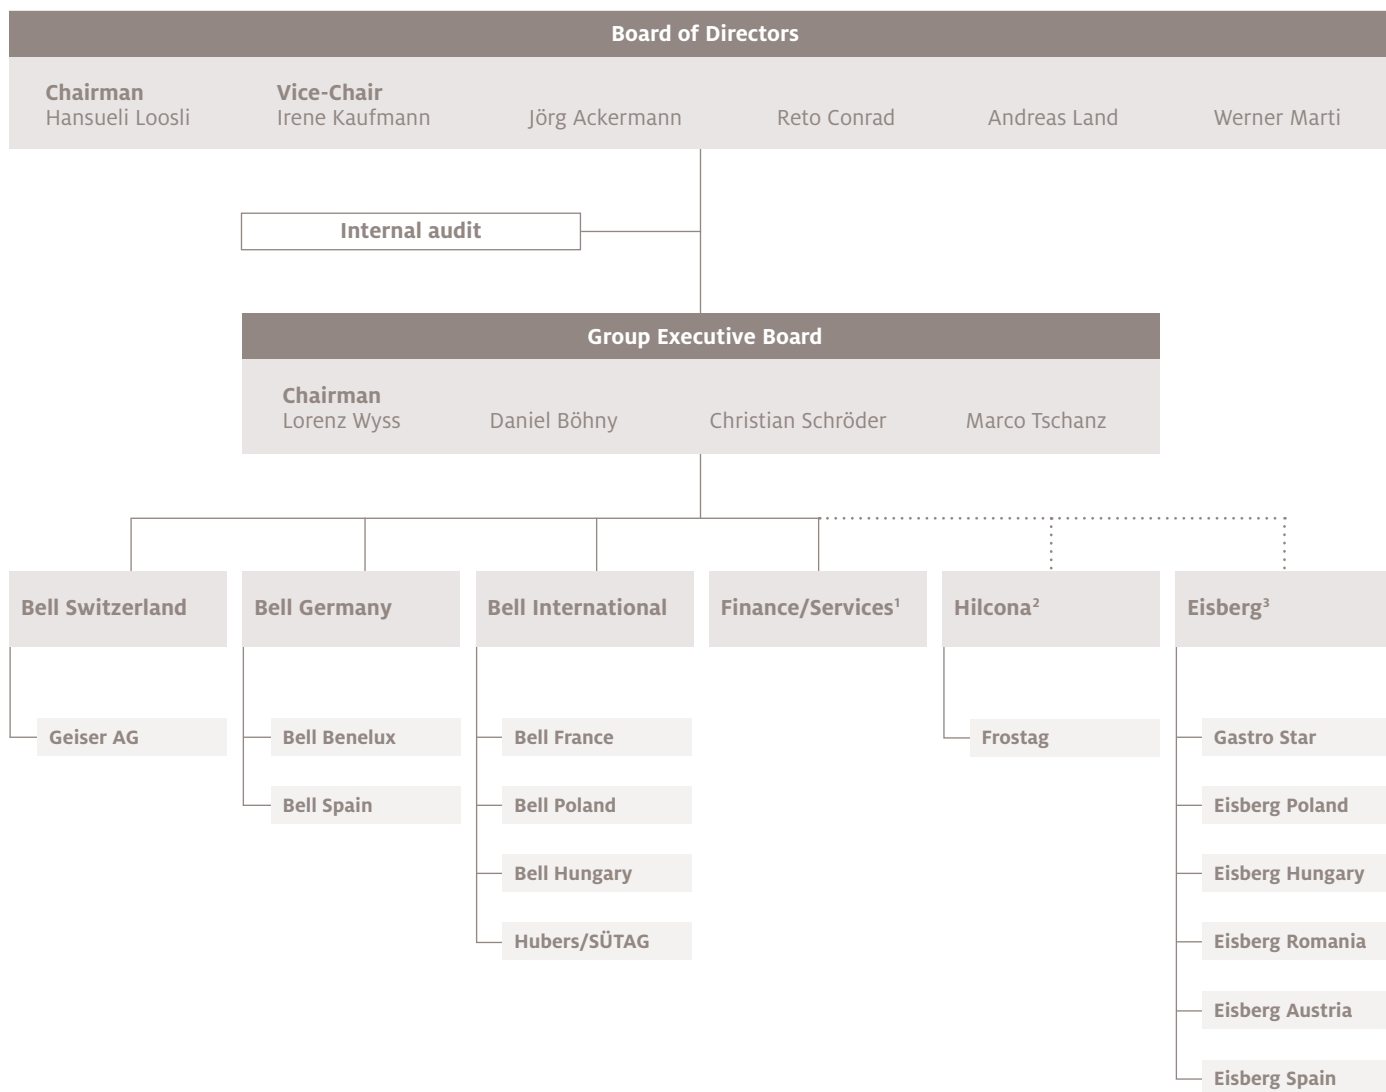 Board of Directors
Chairman
Hansueli Loosli
Vice-Chair
Irene Kaufmann
Jörg Ackermann
Reto Conrad
Andreas Land
Werner Marti
Internal audit
Group Executive Board
Chairman
Lorenz Wyss
Daniel Böhny
Christian Schröder
Marco Tschanz
Bell Switzerland
Bell Germany
Bell International
Finance/Services¹
Hilcona²
Eisberg³
Geiser AG
Bell Benelux
Bell Spain
Bell France
Bell Poland
Bell Hungary
Hubers/SÜTAG
Frostag
Gastro Star
Eisberg Poland
Eisberg Hungary
Eisberg Romania
Eisberg Austria
Eisberg Spain